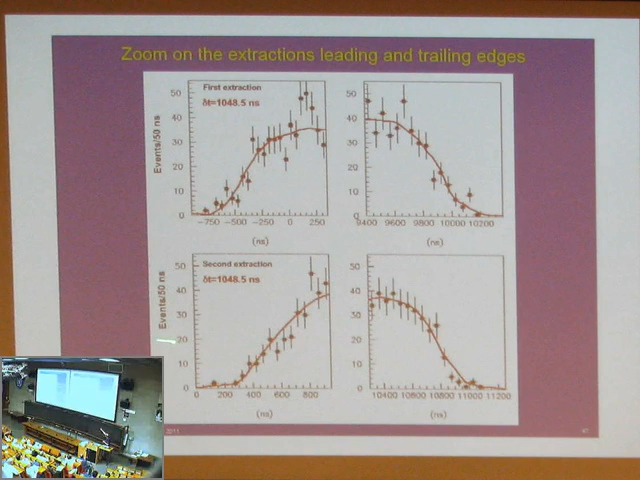 Zoom on the extractions leading and trailing edges
First extraction
δt=1048.5 ns
Events/50 ns
50
40
30
20
10
0
−750 −500 −250 0 250
(ns)
50
40
30
20
10
0
9400 9600 9800 10000 10200
(ns)
Second extraction
δt=1048.5 ns
Events/50 ns
50
40
30
20
10
0
0 200 400 600 800
(ns)
50
40
30
20
10
0
10400 10600 10800 11000 11200
(ns)
2011